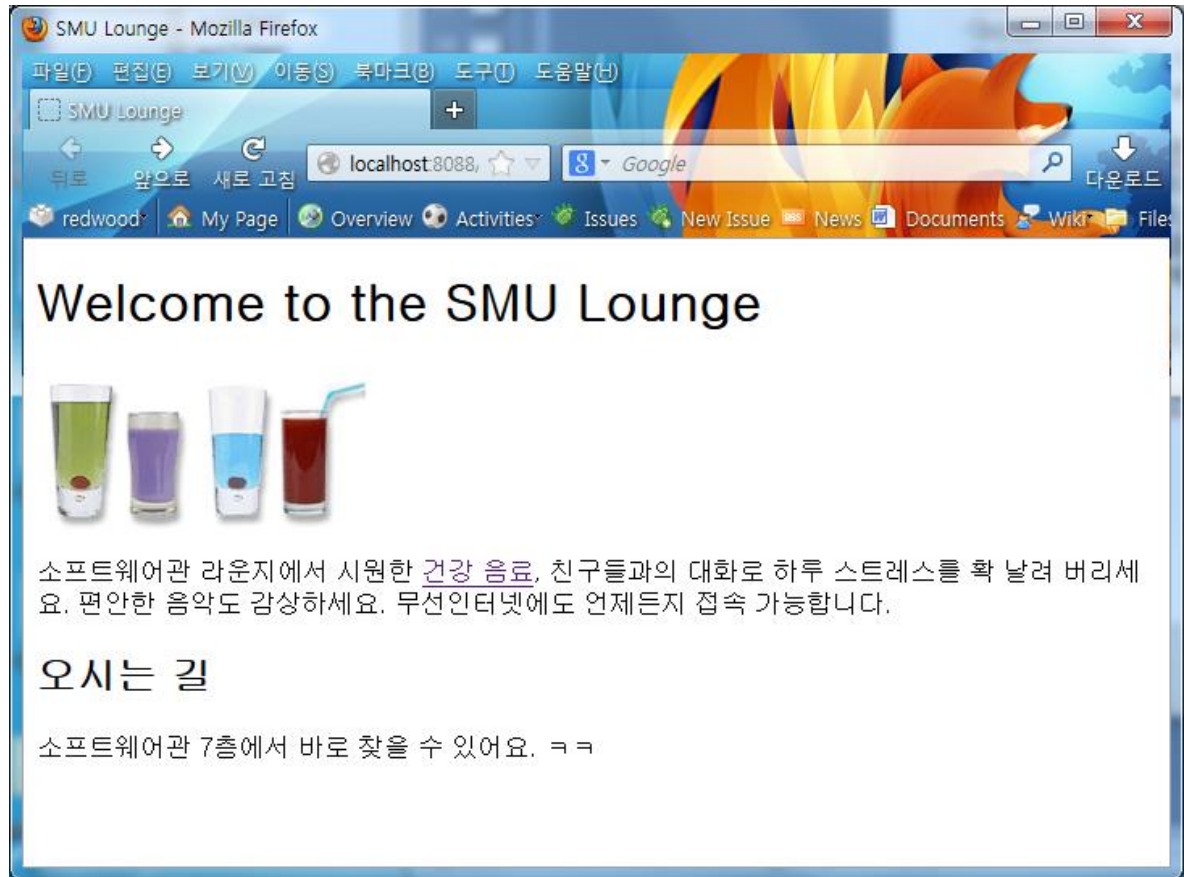 SMU Lounge - Mozilla Firefox
파일(F) 편집(E) 보기(V) 이동(S) 북마크(B) 도구(T) 도움말(H)
SMU Lounge
뒤로 앞으로 새로 고침 localhost:8088, Google 다운로드
redwood My Page Overview Activities Issues New Issue News Documents Wiki Files
Welcome to the SMU Lounge
소프트웨어관 라운지에서 시원한 건강 음료, 친구들과의 대화로 하루 스트레스를 확 날려 버리세
요. 편안한 음악도 감상하세요. 무선인터넷에도 언제든지 접속 가능합니다.
오시는 길
소프트웨어관 7층에서 바로 찾을 수 있어요. ㅋㅋ